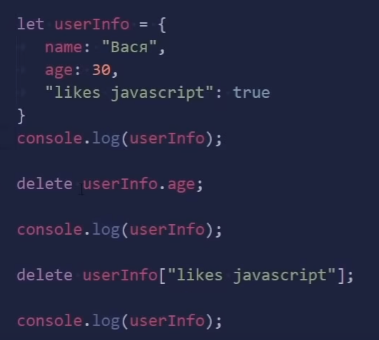 let userInfo = {
name: "Вася",
age: 30,
"likes javascript": true
}
console.log(userInfo);
delete userInfo.age;
console.log(userInfo);
delete userInfo["likes javascript"];
console.log(userInfo);